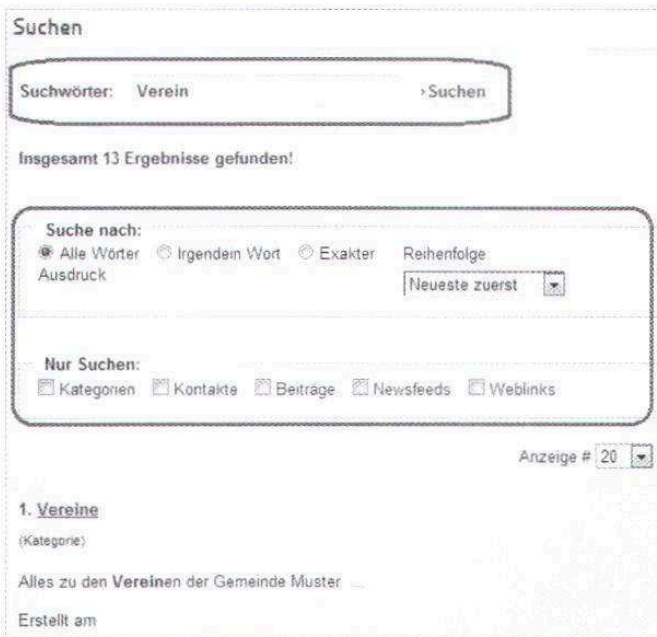 Suchen
Suchwörter: Verein › Suchen
Insgesamt 13 Ergebnisse gefunden!
Suche nach:
Alle Wörter Irgendein Wort Exakter Reihenfolge
Ausdruck
Neueste zuerst
Nur Suchen:
Kategorien Kontakte Beiträge Newsfeeds Weblinks
Anzeige # 20
1. Vereine
(Kategorie)
Alles zu den Vereinen der Gemeinde Muster ...
Erstellt am